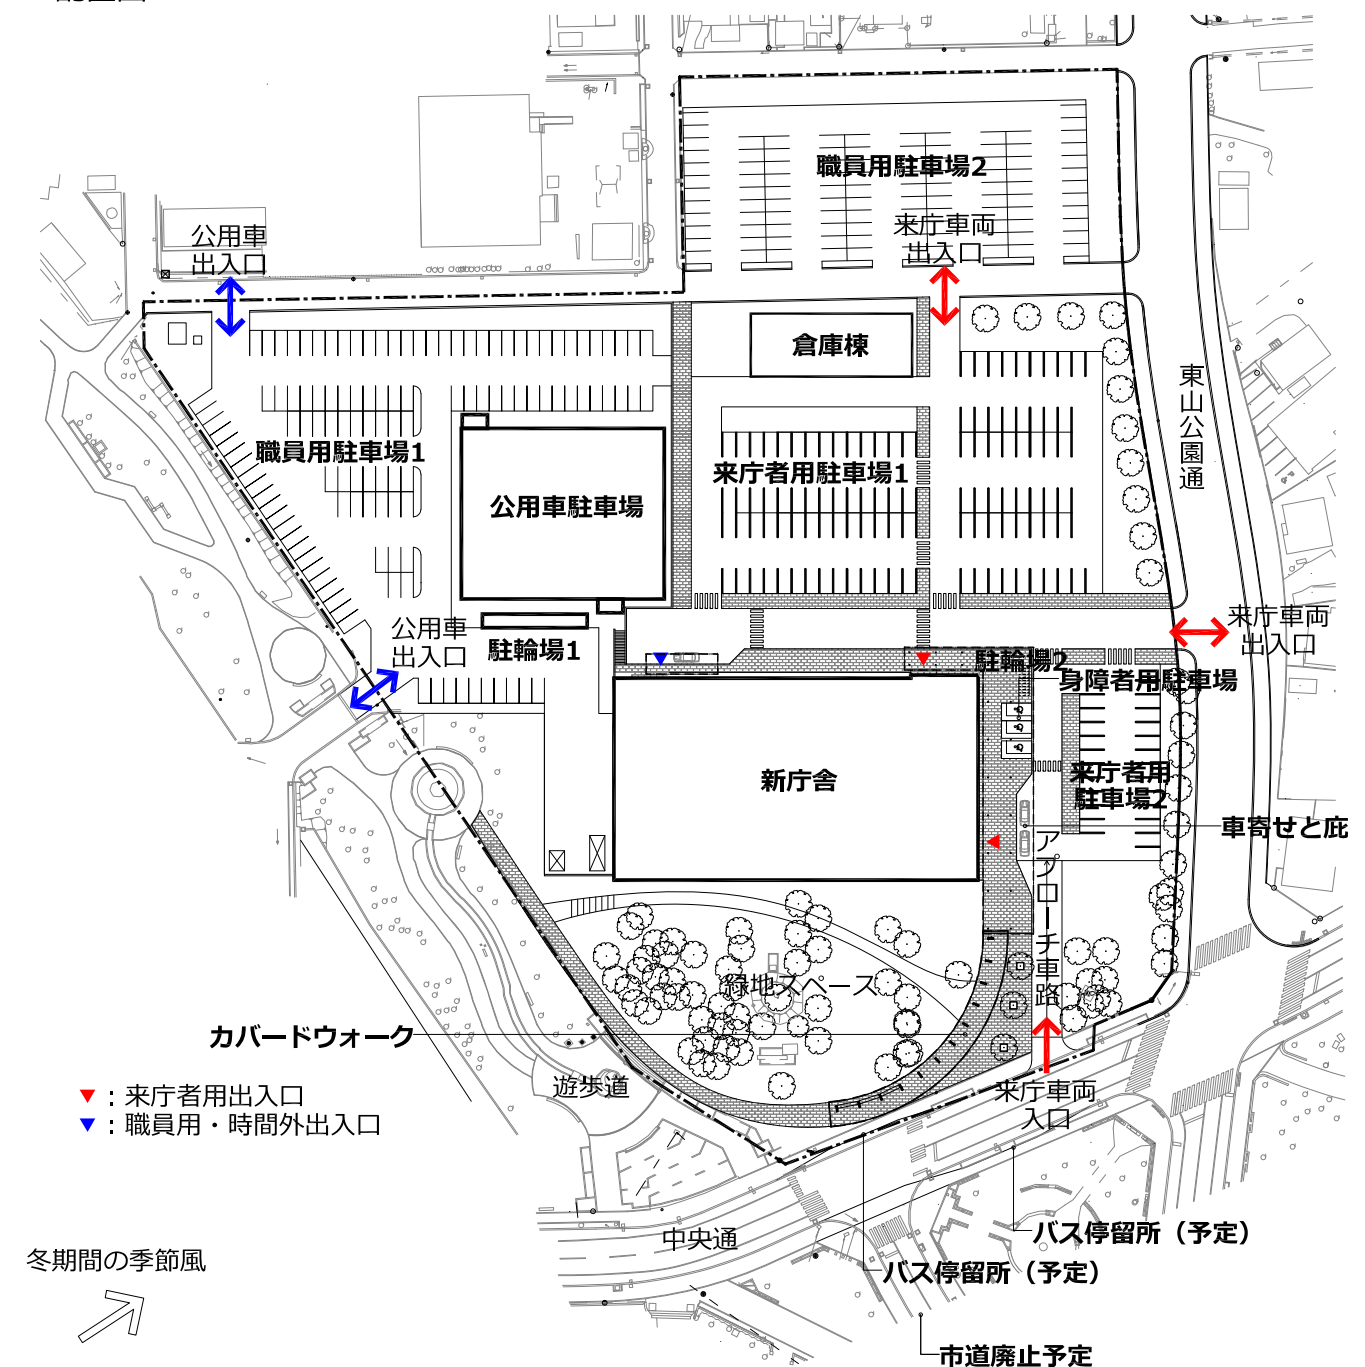 職員用駐車場2
来庁車両
出入口
公用車
出入口
倉庫棟
東山公園通
職員用駐車場1
来庁者用駐車場1
公用車駐車場
公用車
出入口
駐輪場1
来庁車両
出入口
駐輪場2
身障者用駐車場
新庁舎
来庁者用
駐車場2
車寄せと庇
アプローチ車路
緑地スペース
カバードウォーク
遊歩道
▼：来庁者用出入口
▼：職員用・時間外出入口
来庁車両
入口
中央通
バス停留所（予定）
バス停留所（予定）
冬期間の季節風
市道廃止予定